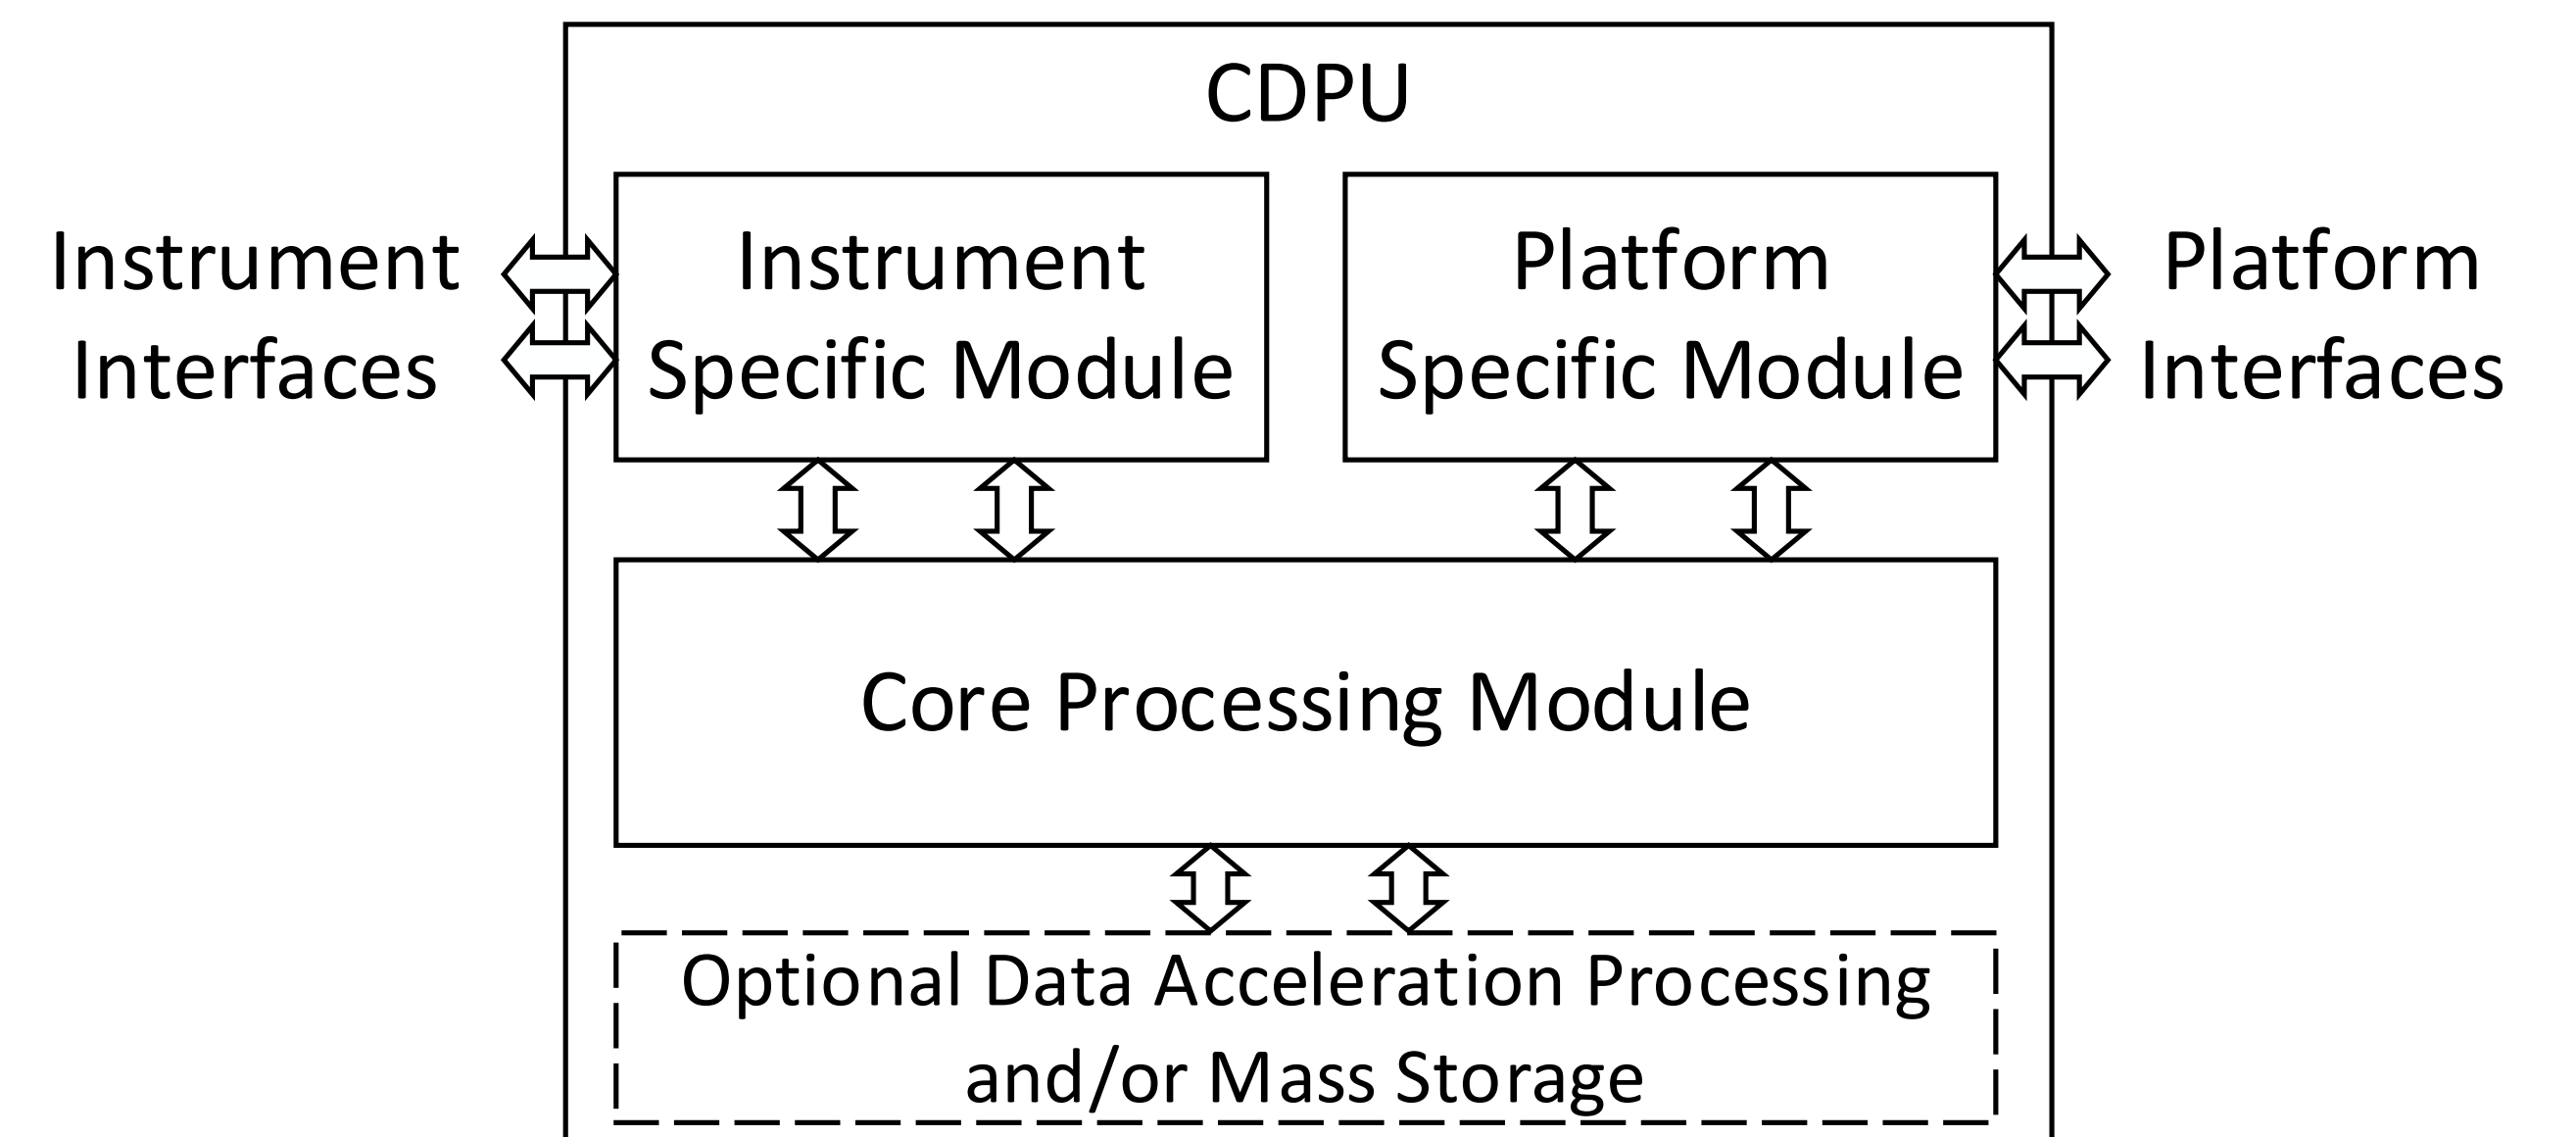 CDPU
Instrument
Interfaces
Instrument
Specific Module
Platform
Specific Module
Platform
Interfaces
Core Processing Module
Optional Data Acceleration Processing
and/or Mass Storage